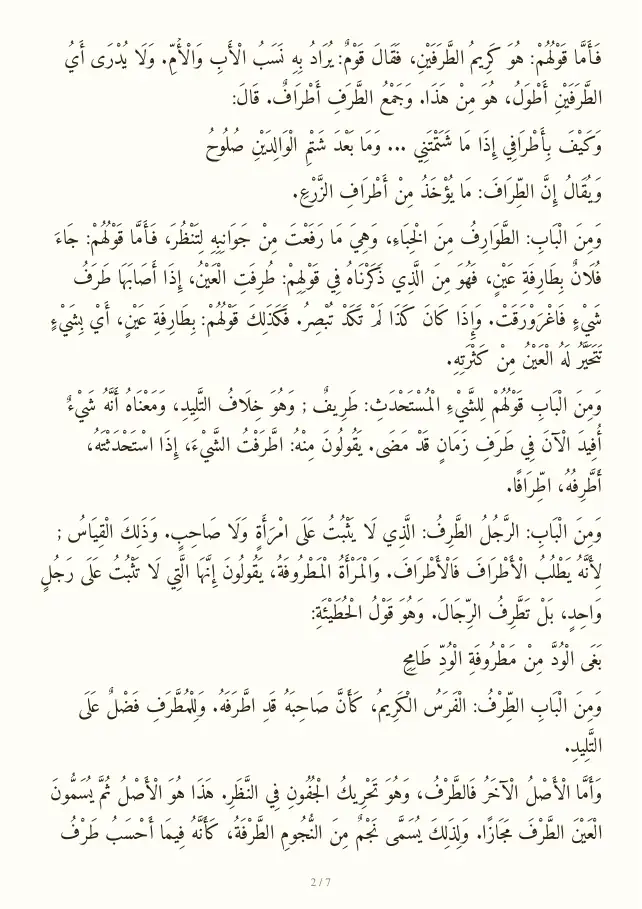 فَأَمَّا قَوْلُهُمْ: هُوَ كَرِيمُ الطَّرَفَيْنِ، فَقَالَ قَوْمٌ: يُرَادُ بِهِ نَسَبُ الْأَبِ وَالْأُمِّ. وَلَا يُدْرَى أَيُّ
الطَّرَفَيْنِ أَطْوَلُ، هُوَ مِنْ هَذَا. وَجَمْعُ الطَّرَفِ أَطْرَافٌ. قَالَ:
وَكَيْفَ بِأَطْرَافِي إِذَا مَا شَتَمْتَنِي ... وَمَا بَعْدَ شَتْمِ الْوَالِدَيْنِ صُلُوحُ
وَيُقَالُ إِنَّ الطِّرَافَ: مَا يُؤْخَذُ مِنْ أَطْرَافِ الزَّرْعِ.
وَمِنَ الْبَابِ: الطَّوَارِفُ مِنَ الْخِبَاءِ، وَهِيَ مَا رَفَعْتَ مِنْ جَوَانِبِهِ لِتَنْظُرَ، فَأَمَّا قَوْلُهُمْ: جَاءَ
فُلَانٌ بِطَارِفَةِ عَيْنٍ، فَهُوَ مِنَ الَّذِي ذَكَرْنَاهُ فِي قَوْلِهِمْ: طُرِفَتِ الْعَيْنُ، إِذَا أَصَابَهَا طَرَفُ
شَيْءٍ فَاغْرَوْرَقَتْ. وَإِذَا كَانَ كَذَا لَمْ تَكَدْ تُبْصِرُ. فَكَذَلِكَ قَوْلُهُمْ: بِطَارِفَةِ عَيْنٍ، أَيْ بِشَيْءٍ
تَتَحَيَّرُ لَهُ الْعَيْنُ مِنْ كَثْرَتِهِ.
وَمِنَ الْبَابِ قَوْلُهُمْ لِلشَّيْءِ الْمُسْتَحْدَثِ: طَرِيفٌ ; وَهُوَ خِلَافُ التَّلِيدِ، وَمَعْنَاهُ أَنَّهُ شَيْءٌ
أُفِيدَ الْآنَ فِي طَرَفِ زَمَانٍ قَدْ مَضَى. يَقُولُونَ مِنْهُ: اطَّرَفْتُ الشَّيْءَ، إِذَا اسْتَحْدَثْتَهُ،
أَطَّرِفُهُ، اطِّرَافًا.
وَمِنَ الْبَابِ: الرَّجُلُ الطَّرِفُ: الَّذِي لَا يَثْبُتُ عَلَى امْرَأَةٍ وَلَا صَاحِبٍ. وَذَلِكَ الْقِيَاسُ ;
لِأَنَّهُ يَطْلُبُ الْأَطْرَافَ فَالْأَطْرَافَ. وَالْمَرْأَةُ الْمَطْرُوفَةُ، يَقُولُونَ إِنَّهَا الَّتِي لَا تَثْبُتُ عَلَى رَجُلٍ
وَاحِدٍ، بَلْ تَطَّرِفُ الرِّجَالَ. وَهُوَ قَوْلُ الْحُطَيْئَةِ:
بَغَى الْوُدَّ مِنْ مَطْرُوفَةِ الْوُدِّ طَامِحِ
وَمِنَ الْبَابِ الطِّرْفُ: الْفَرَسُ الْكَرِيمُ، كَأَنَّ صَاحِبَهُ قَدِ اطَّرَفَهُ. وَلِلْمُطَّرَفِ فَضْلٌ عَلَى
التَّلِيدِ.
وَأَمَّا الْأَصْلُ الْآخَرُ فَالطَّرْفُ، وَهُوَ تَحْرِيكُ الْجُفُونِ فِي النَّظَرِ. هَذَا هُوَ الْأَصْلُ ثُمَّ يُسَمُّونَ
الْعَيْنَ الطَّرْفَ مَجَازًا. وَلِذَلِكَ يُسَمَّى نَجْمٌ مِنَ النُّجُومِ الطَّرْفَةُ، كَأَنَّهُ فِيمَا أَحْسَبُ طَرْفُ
2 / 7